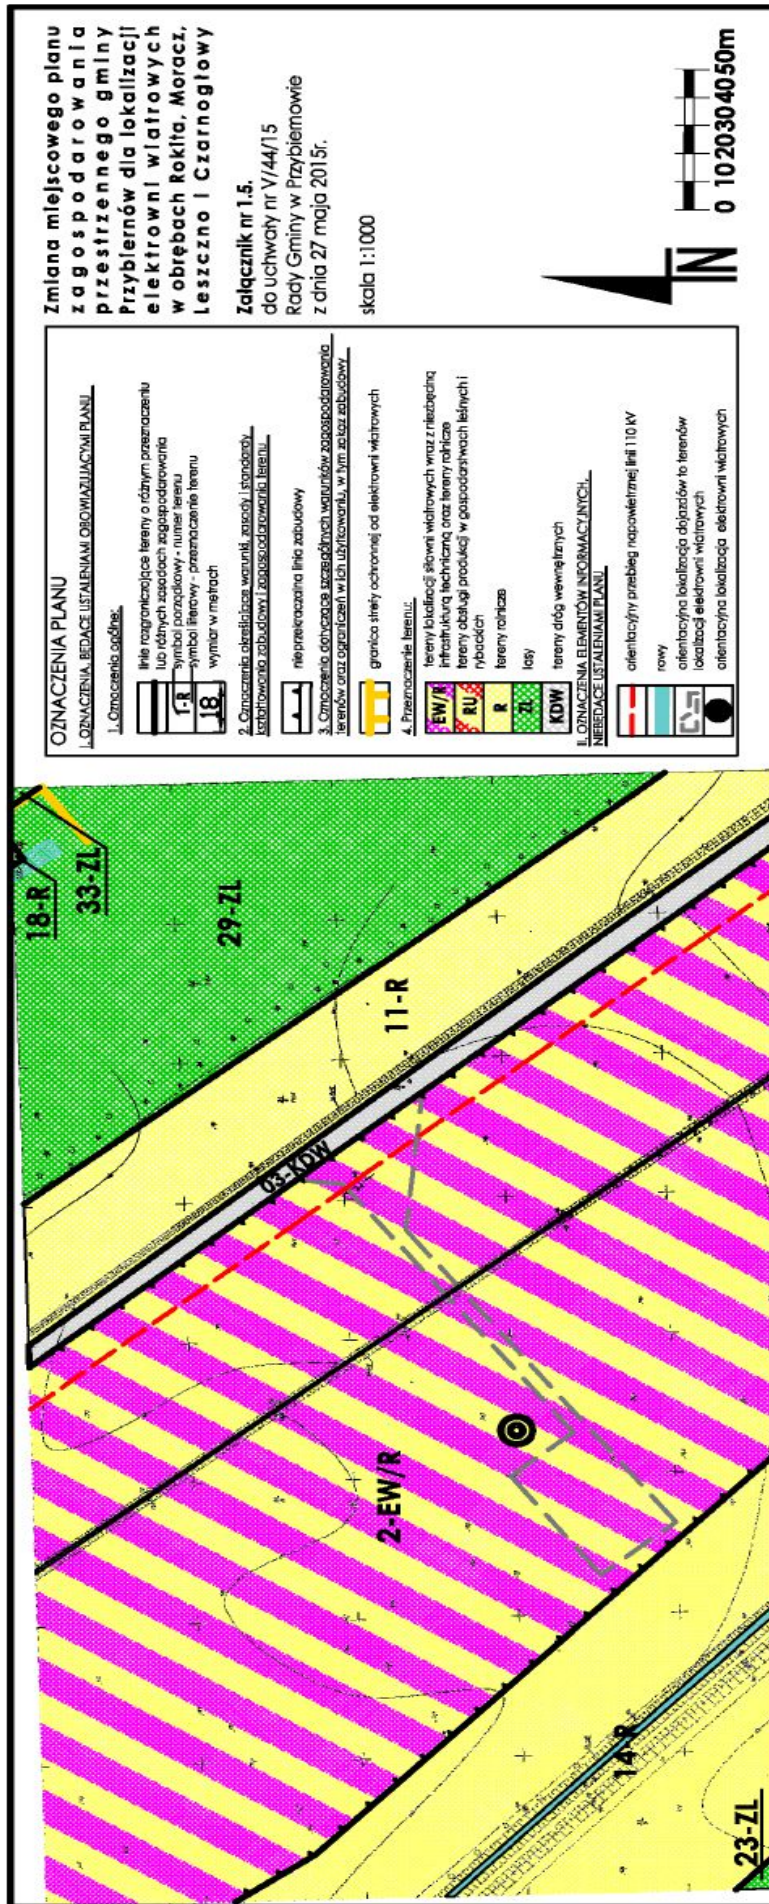 Zmiana miejscowego planu
zagospodarowania
przestrzennego gminy
Przybiernów dla lokalizacji
elektrowni wiatrowych
w obrębach Rokita, Moracz,
Leszczno i Czarnogłowy
Załącznik nr 1.5.
do uchwały nr V/44/15
Rady Gminy w Przybiernowie
z dnia 27 maja 2015r.
skala 1:1000
N
0 10 20 30 40 50m
OZNACZENIA PLANU
I. OZNACZENIA, BĘDĄCE USTALENIAMI OBOWIĄZUJĄCYMI PLANU
1. Oznaczenia ogólne:
linie rozgraniczające tereny o różnym przeznaczeniu
lub różnych zasadach zagospodarowania
1-R
symbol porządkowy - numer terenu
symbol literowy - przeznaczenie terenu
18
wymiar w metrach
2. Oznaczenia określające warunki, zasady i standardy
kształtowania zabudowy i zagospodarowania terenu
nieprzekraczalna linia zabudowy
3. Oznaczenia dotyczące szczególnych warunków zagospodarowania
terenów oraz ograniczeń w ich użytkowaniu, w tym zakaz zabudowy
granica strefy ochronnej od elektrowni wiatrowych
4. Przeznaczenie terenu:
EW/R
tereny lokalizacji siłowni wiatrowych wraz z niezbędną
infrastrukturą techniczną oraz tereny rolnicze
RU
tereny obsługi produkcji w gospodarstwach leśnych i
rybackich
R
tereny rolnicze
ZL
lasy
KDW
tereny dróg wewnętrznych
II. OZNACZENIA ELEMENTÓW INFORMACYJNYCH,
NIEBĘDĄCE USTALENIAMI PLANU
orientacyjny przebieg napowietrznej linii 110 kV
rowy
orientacyjna lokalizacja dojazdów to terenów
lokalizacji elektrowni wiatrowych
orientacyjna lokalizacja elektrowni wiatrowych
18-R
33-ZL
29-ZL
11-R
03-KDW
2-EW/R
14-R
23-ZL